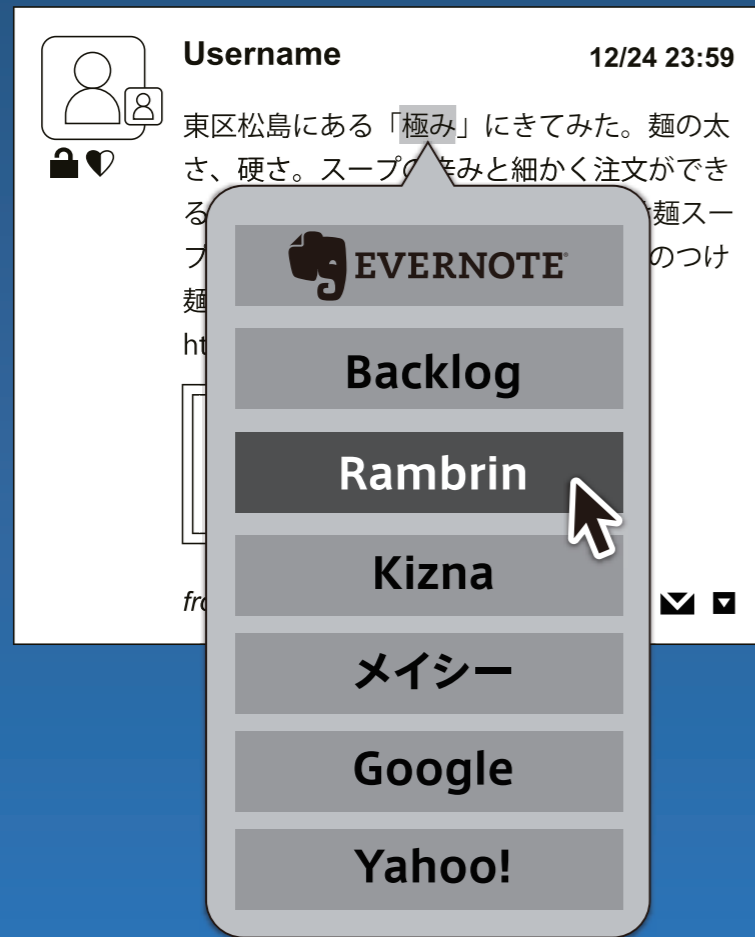 Username
12/24 23:59
東区松島にある「極み」にきてみた。麺の太
さ、硬さ。スープの辛みと細かく注文ができ
る
麺スー
プ
のつけ
麺
ht
EVERNOTE
Backlog
Rambrin
Kizna
メイシー
Google
Yahoo!